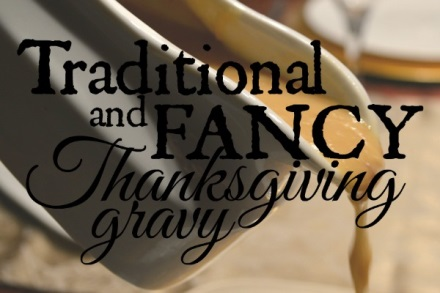 Traditional
and FANCY
Thanksgiving
gravy